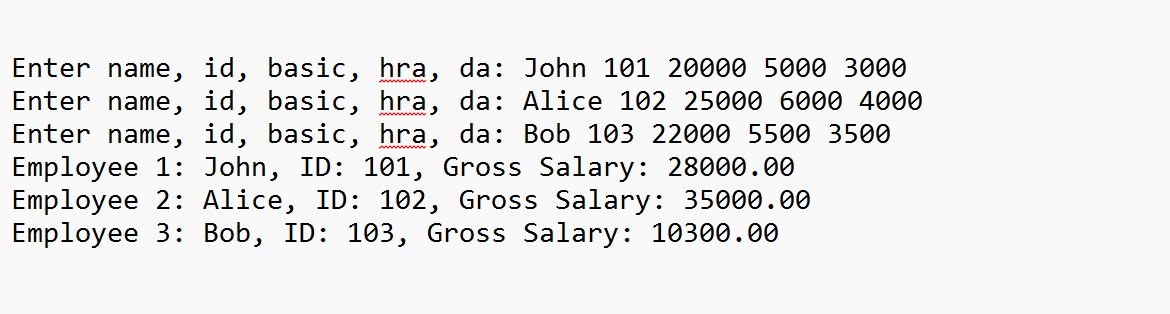 Enter name, id, basic, hra, da: John 101 20000 5000 3000
Enter name, id, basic, hra, da: Alice 102 25000 6000 4000
Enter name, id, basic, hra, da: Bob 103 22000 5500 3500
Employee 1: John, ID: 101, Gross Salary: 28000.00
Employee 2: Alice, ID: 102, Gross Salary: 35000.00
Employee 3: Bob, ID: 103, Gross Salary: 10300.00